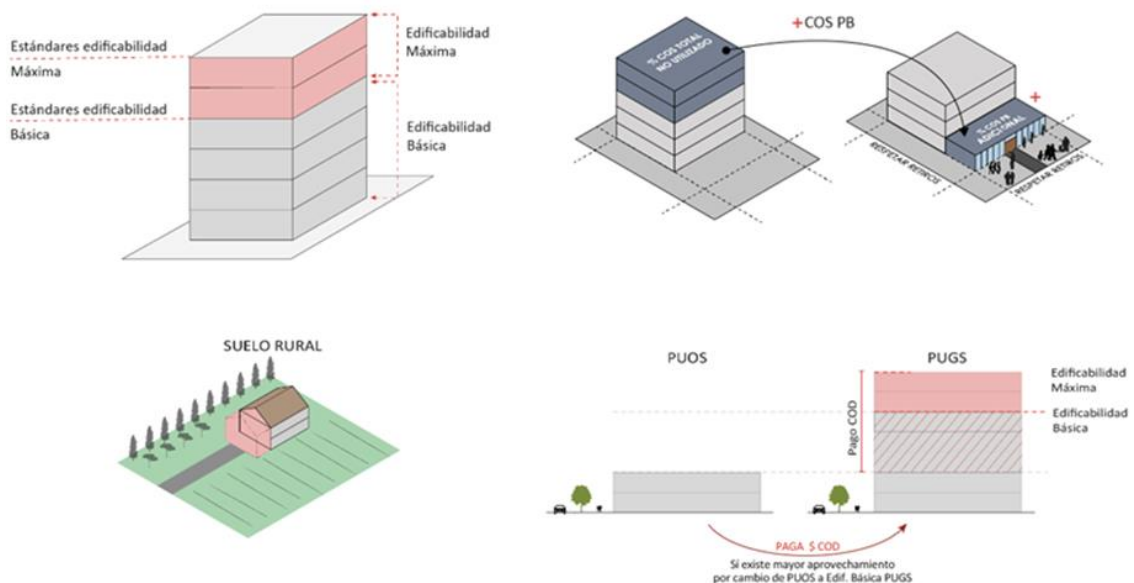 Estándares edificabilidad
Máxima
Estándares edificabilidad
Básica
Edificabilidad
Máxima
Edificabilidad
Básica
+COS PB
% COS TOTAL
NO UTILIZADO
+
% COS PB
ADICIONAL
RESPETAR RETIROS
RESPETAR RETIROS
SUELO RURAL
PUOS
PUGS
Edificabilidad
Máxima
Edificabilidad
Básica
Pago COD
PAGA $ COD
Sí existe mayor aprovechamiento
por cambio de PUOS a Edif. Básica PUGS